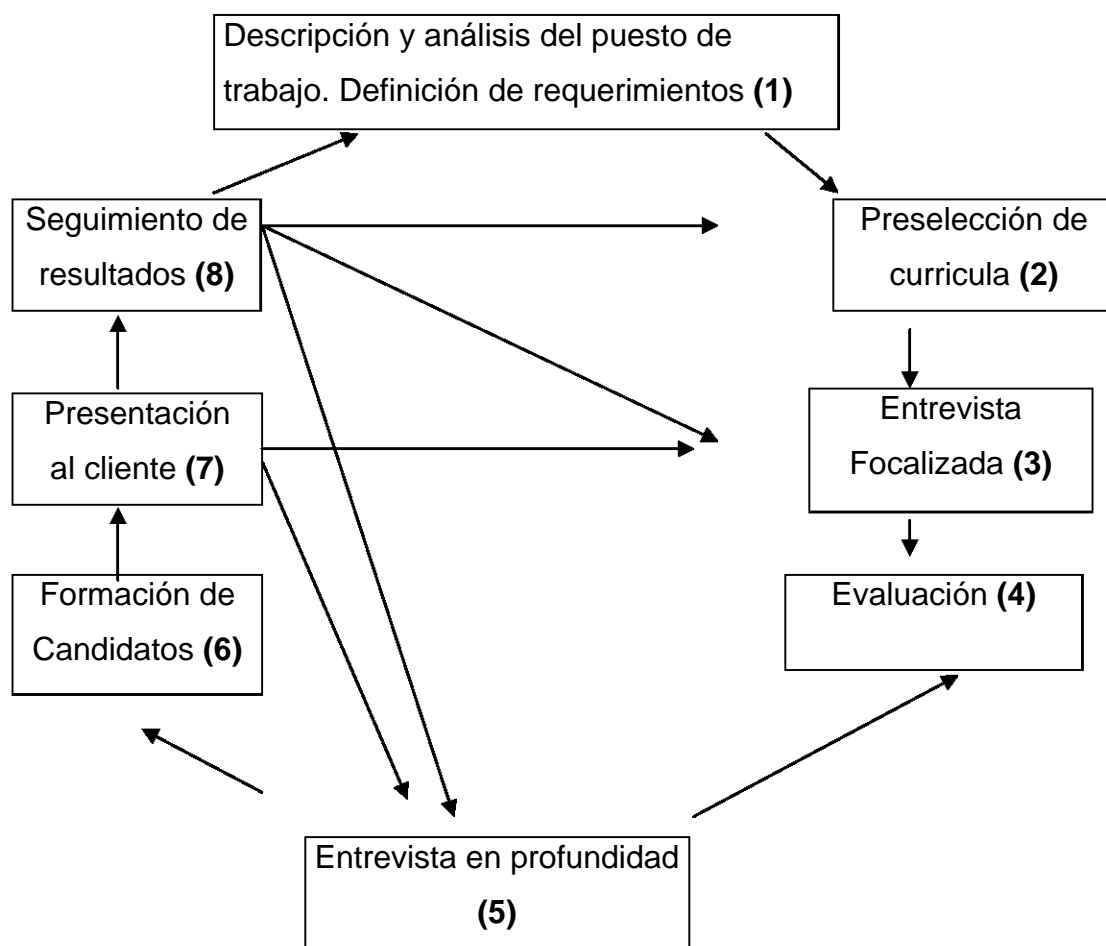 Descripción y análisis del puesto de
trabajo. Definición de requerimientos (1)
Seguimiento de
resultados (8)
Preselección de
curricula (2)
Presentación
al cliente (7)
Entrevista
Focalizada (3)
Formación de
Candidatos (6)
Evaluación (4)
Entrevista en profundidad
(5)